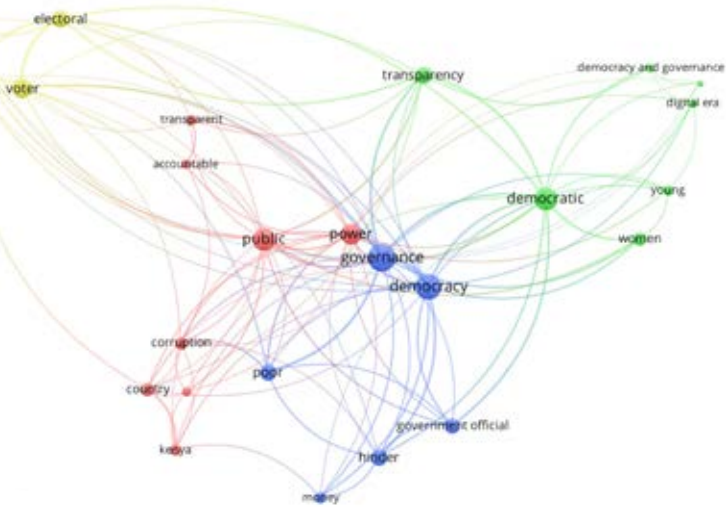 electoral
democracy and governance
transparency
voter
digital era
transparent
accountable
young
democratic
power
public
women
governance
democracy
corruption
poor
country
government official
kenya
hinder
money